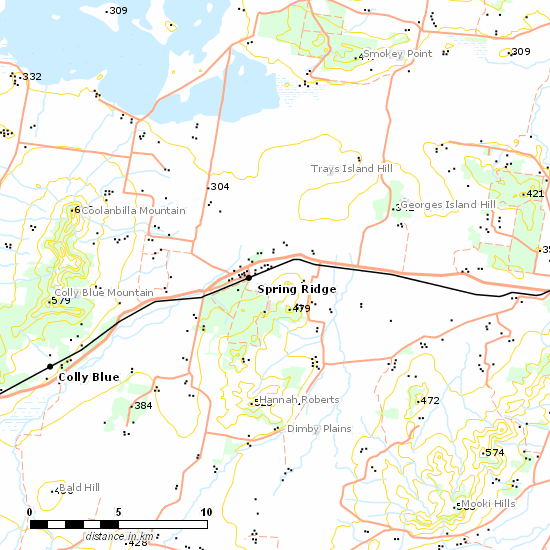 309
Smokey Point
309
332
Trays Island Hill
304
421
Georges Island Hill
Coolanbilla Mountain
Colly Blue Mountain
579
Spring Ridge
479
Colly Blue
384
Hannah Roberts
472
Dimby Plains
574
Bald Hill
Mooki Hills
0 5 10
distance in km
428